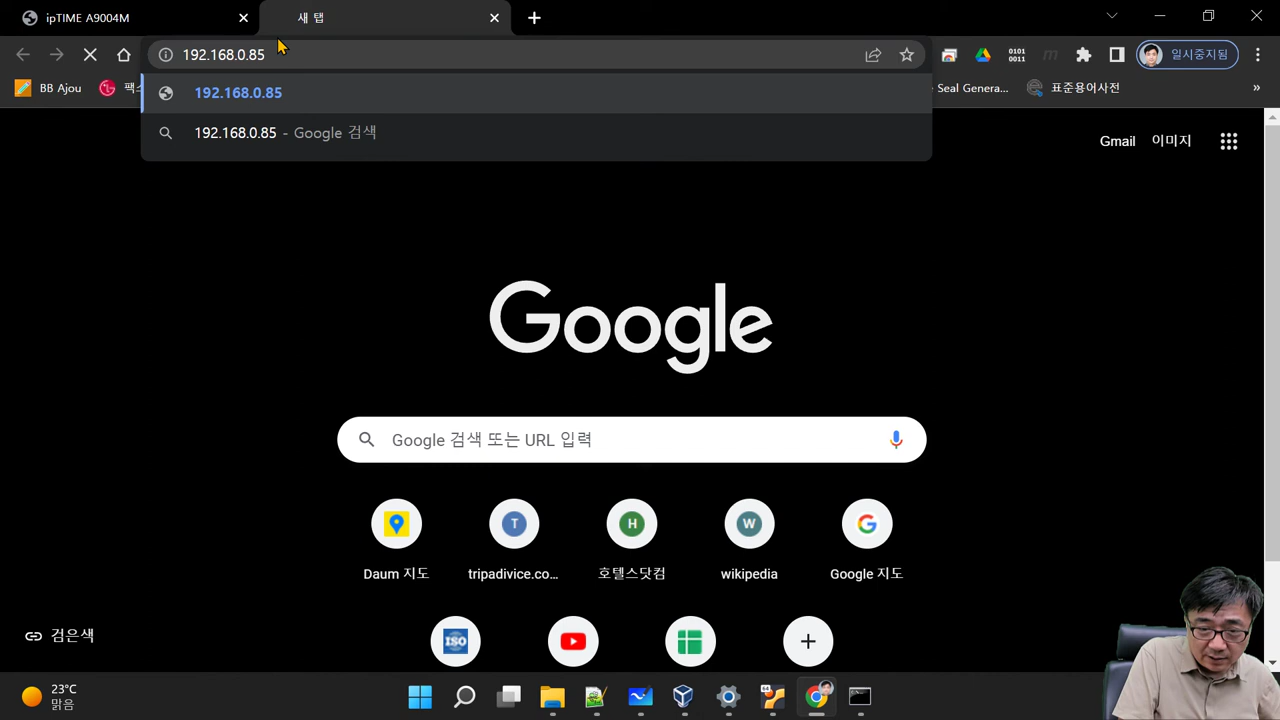 ipTIME A9004M
새 탭
192.168.0.85
일시중지됨
BB Ajou
팩스
Seal Genera...
표준용어사전
»
192.168.0.85
192.168.0.85 - Google 검색
Gmail
이미지
Google
Google 검색 또는 URL 입력
Daum 지도
T
tripadivice.co...
H
호텔스닷컴
W
wikipedia
G
Google 지도
ISO
검은색
23°C
맑음